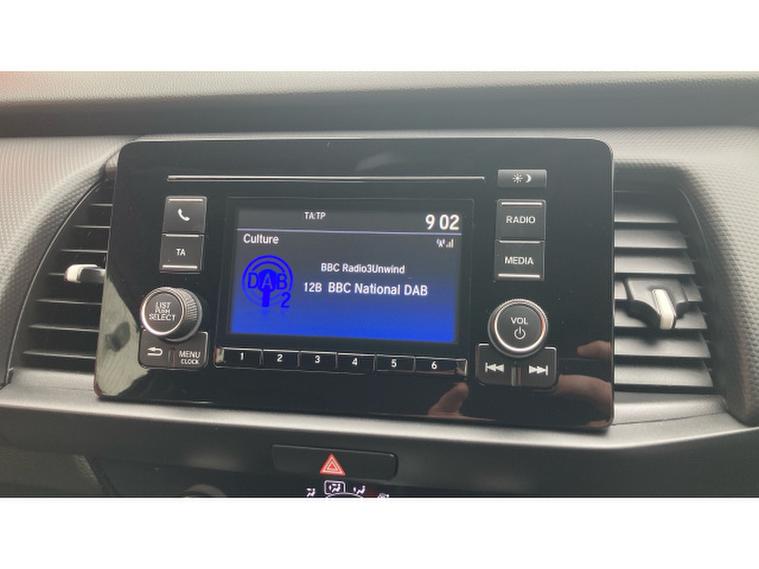 TA:TP
9 02
RADIO
TA
Culture
MEDIA
DAB
2
BBC Radio3Unwind
12B BBC National DAB
LIST
PUSH
SELECT
VOL
MENU
CLOCK
1 2 3 4 5 6